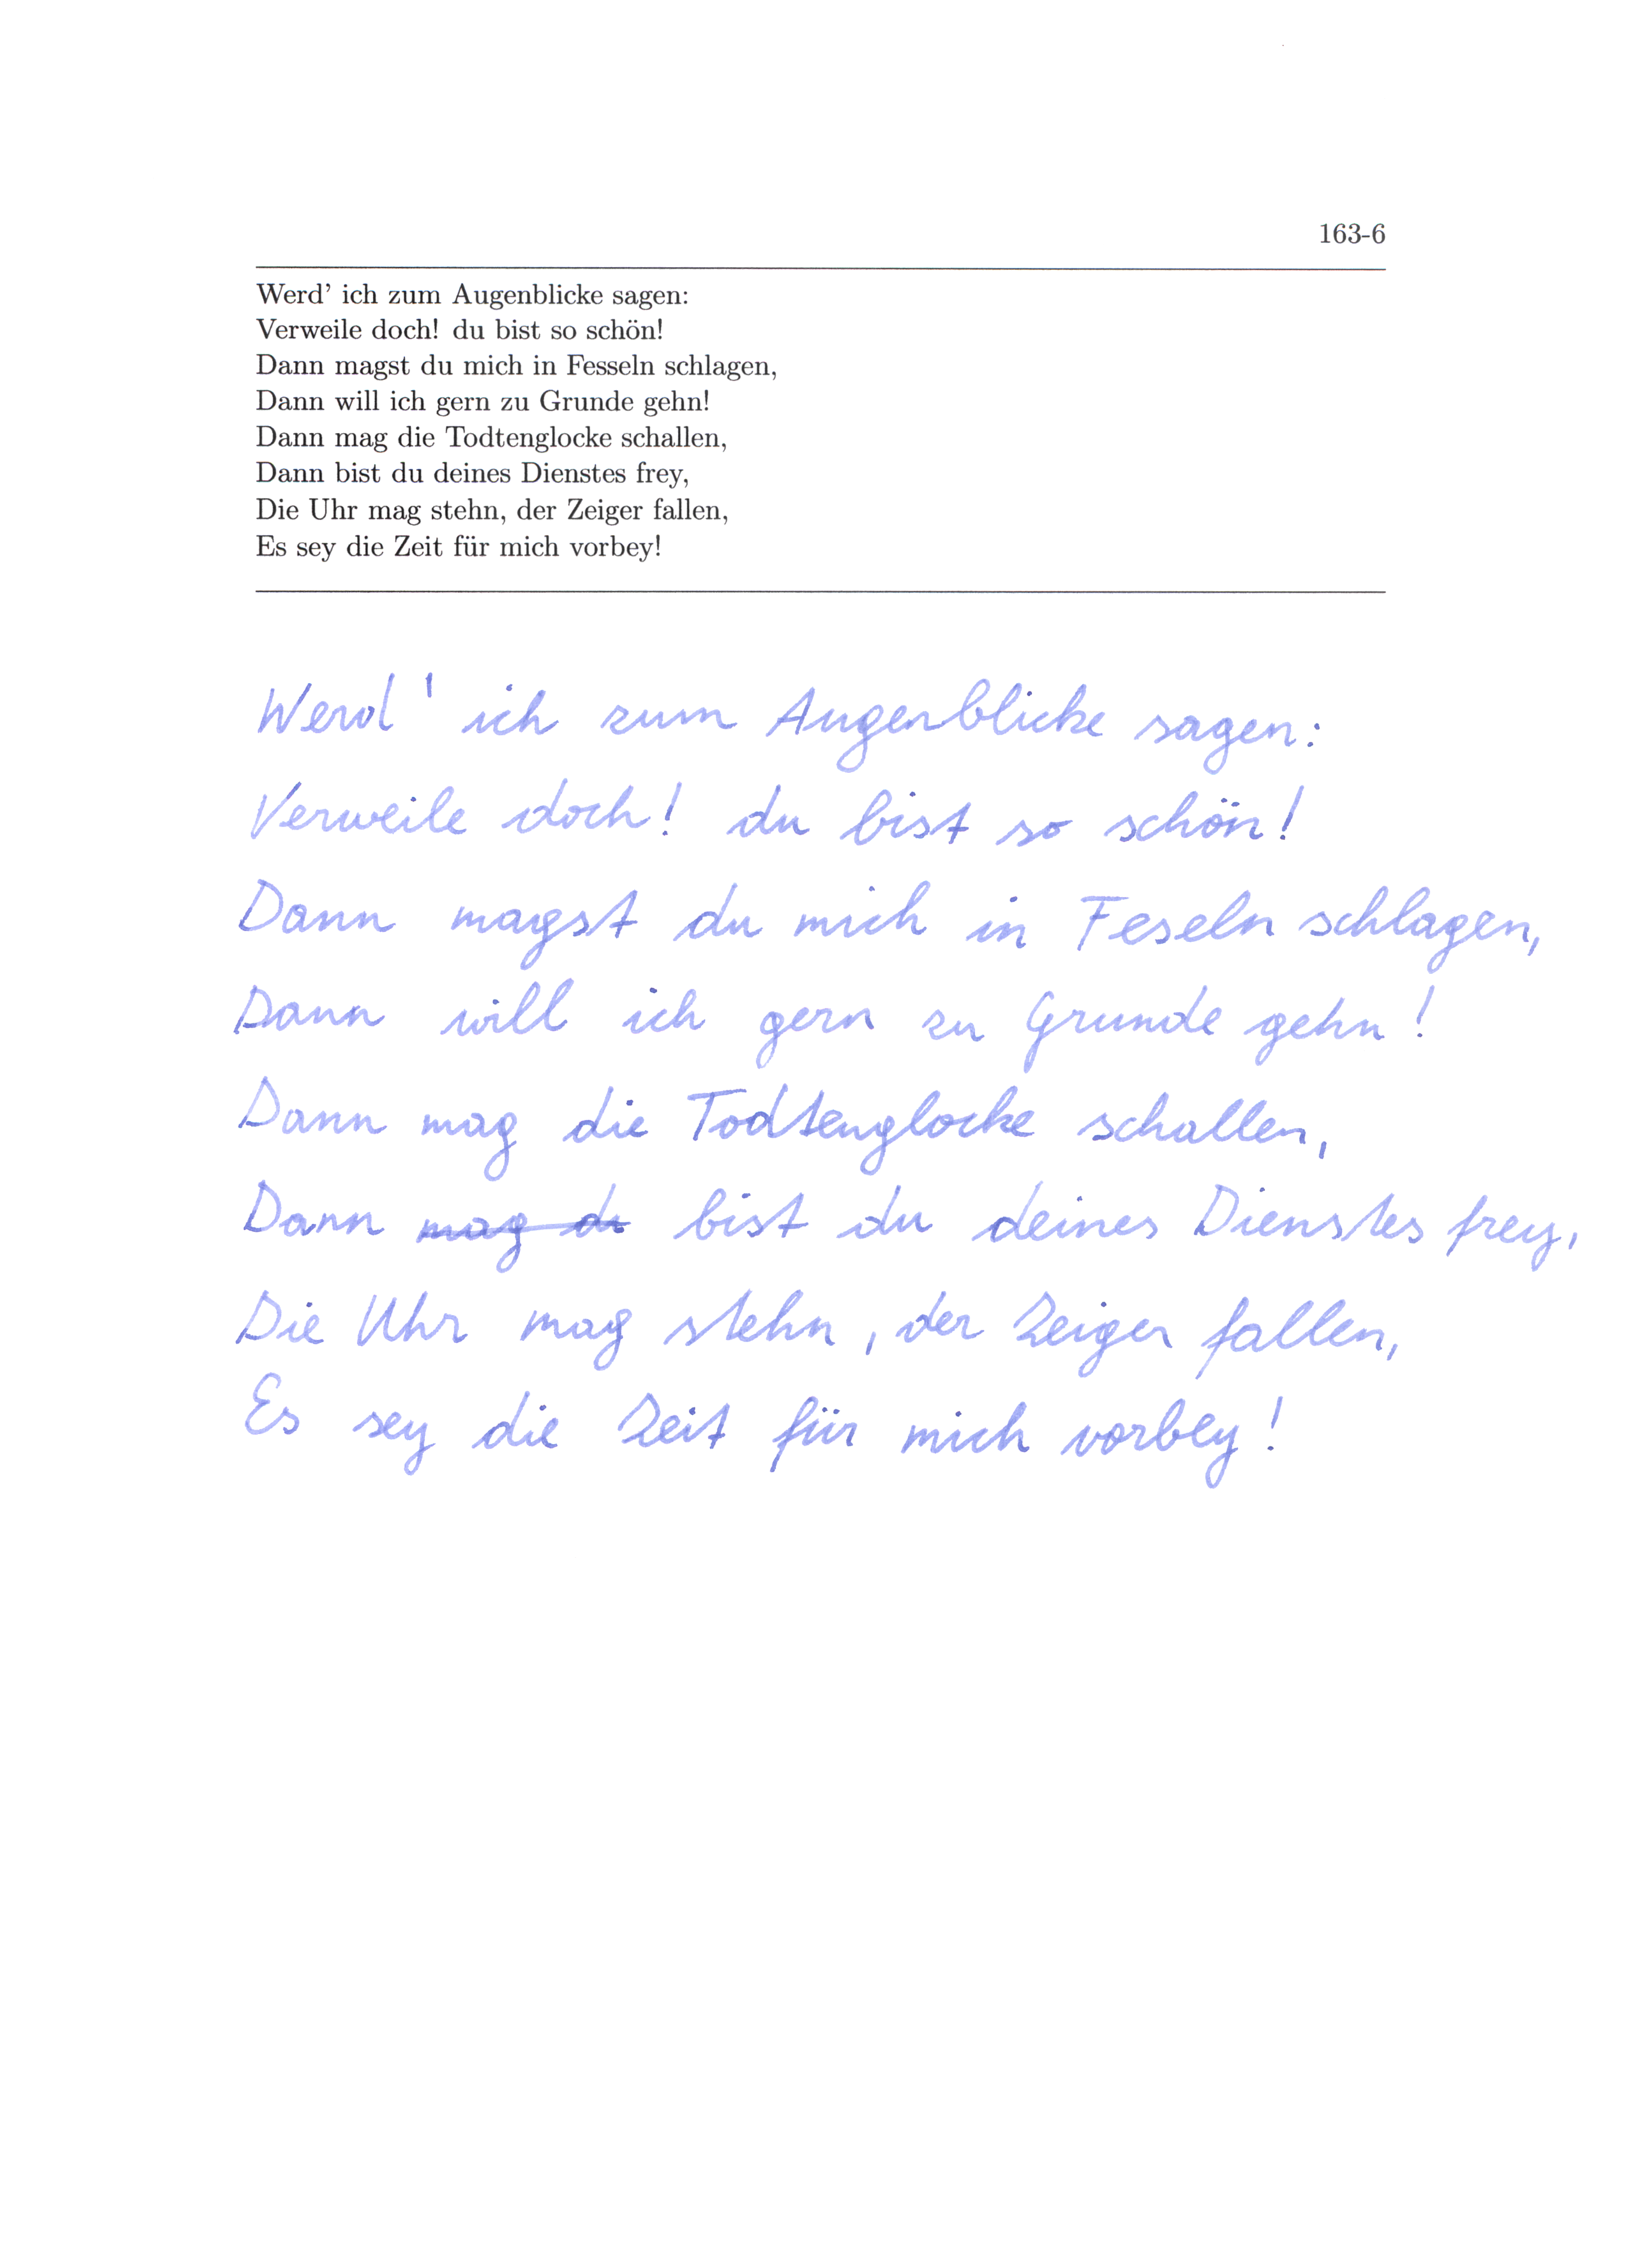 163-6
Werd' ich zum Augenblicke sagen:
Verweile doch! du bist so schön!
Dann magst du mich in Fesseln schlagen,
Dann will ich gern zu Grunde gehn!
Dann mag die Todtenglocke schallen,
Dann bist du deines Dienstes frey,
Die Uhr mag stehn, der Zeiger fallen,
Es sey die Zeit für mich vorbey!
Werd' ich zum Augenblicke sagen:
Verweile doch! du bist so schön!
Dann magst du mich in Feseln schlagen,
Dann will ich gern zu Grunde gehn!
Dann mag die Todtenglocke schallen,
Dann mag du bist du deines Dienstes frey,
Die Uhr mag stehn, der Zeiger fallen,
Es sey die Zeit für mich vorbey!